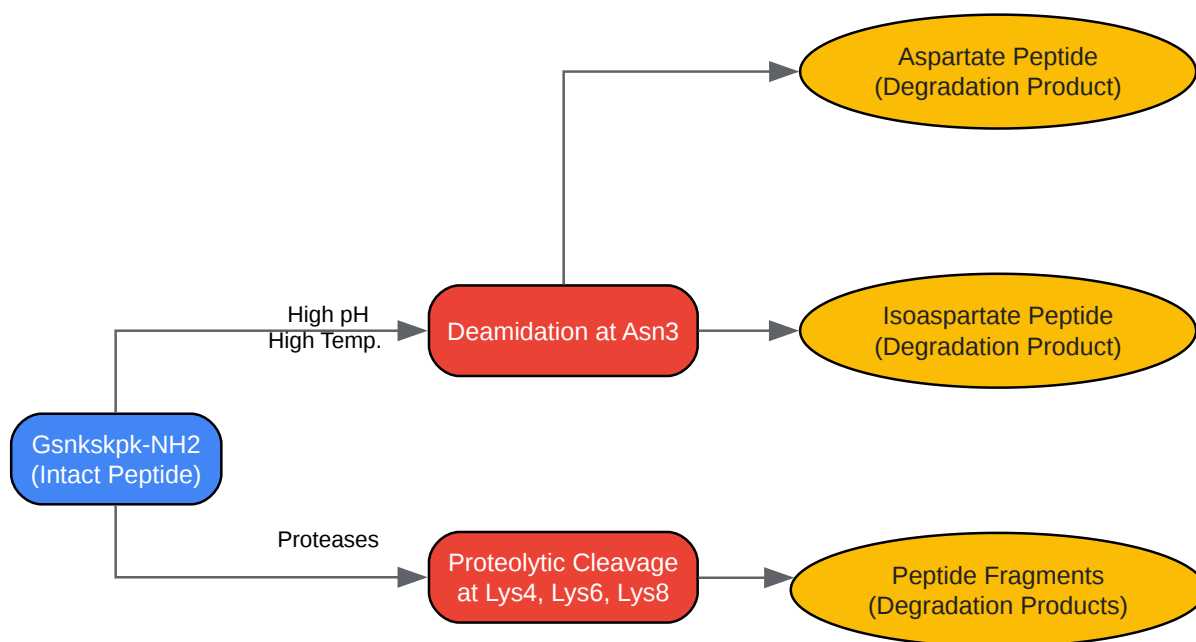 Aspartate Peptide
(Degradation Product)
High pH
High Temp.
Deamidation at Asn3
Isoaspartate Peptide
(Degradation Product)
Gsnkskpk-NH2
(Intact Peptide)
Proteases
Proteolytic Cleavage
at Lys4, Lys6, Lys8
Peptide Fragments
(Degradation Products)